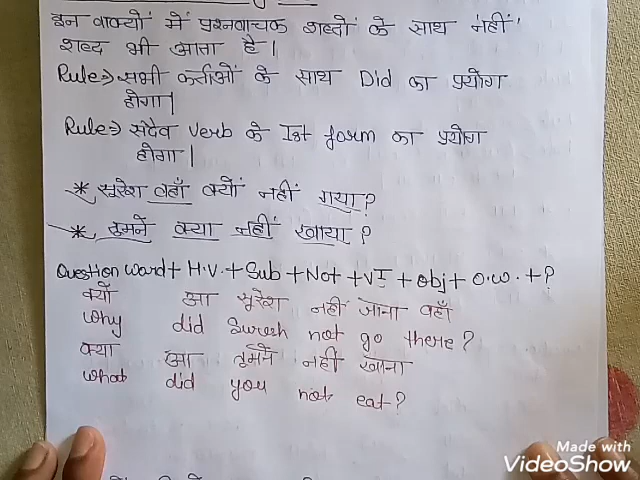 इन वाक्यों में प्रश्नवाचक शब्दों के साथ 'नहीं'
शब्द भी आता है।
Rule⇒ सभी कर्त्ताओं के साथ Did का प्रयोग
होगा|
Rule⇒ सदैव Verb के Ist form का प्रयोग
होगा|
* सुरेश वहाँ क्यों नहीं गया?
* तुमने क्या नहीं खाया?
Question word + H.V. + Sub + Not + VI + obj + O.W. + ?
क्यों सुरेश नहीं जाना वहाँ
why did Suresh not go there?
क्या तुमने नहीं खाना
what did you not eat?
Made with
VideoShow